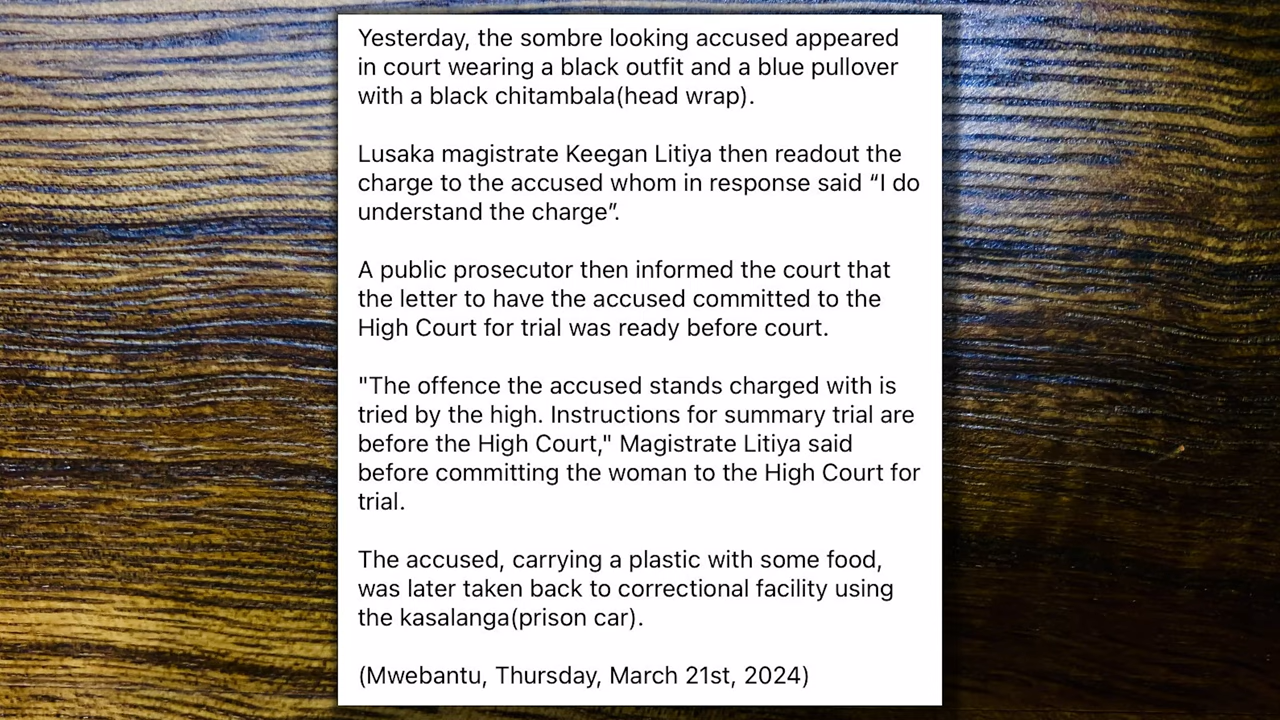 Yesterday, the sombre looking accused appeared
in court wearing a black outfit and a blue pullover
with a black chitambala(head wrap).
Lusaka magistrate Keegan Litiya then readout the
charge to the accused whom in response said “I do
understand the charge”.
A public prosecutor then informed the court that
the letter to have the accused committed to the
High Court for trial was ready before court.
"The offence the accused stands charged with is
tried by the high. Instructions for summary trial are
before the High Court," Magistrate Litiya said
before committing the woman to the High Court for
trial.
The accused, carrying a plastic with some food,
was later taken back to correctional facility using
the kasalanga(prison car).
(Mwebantu, Thursday, March 21st, 2024)